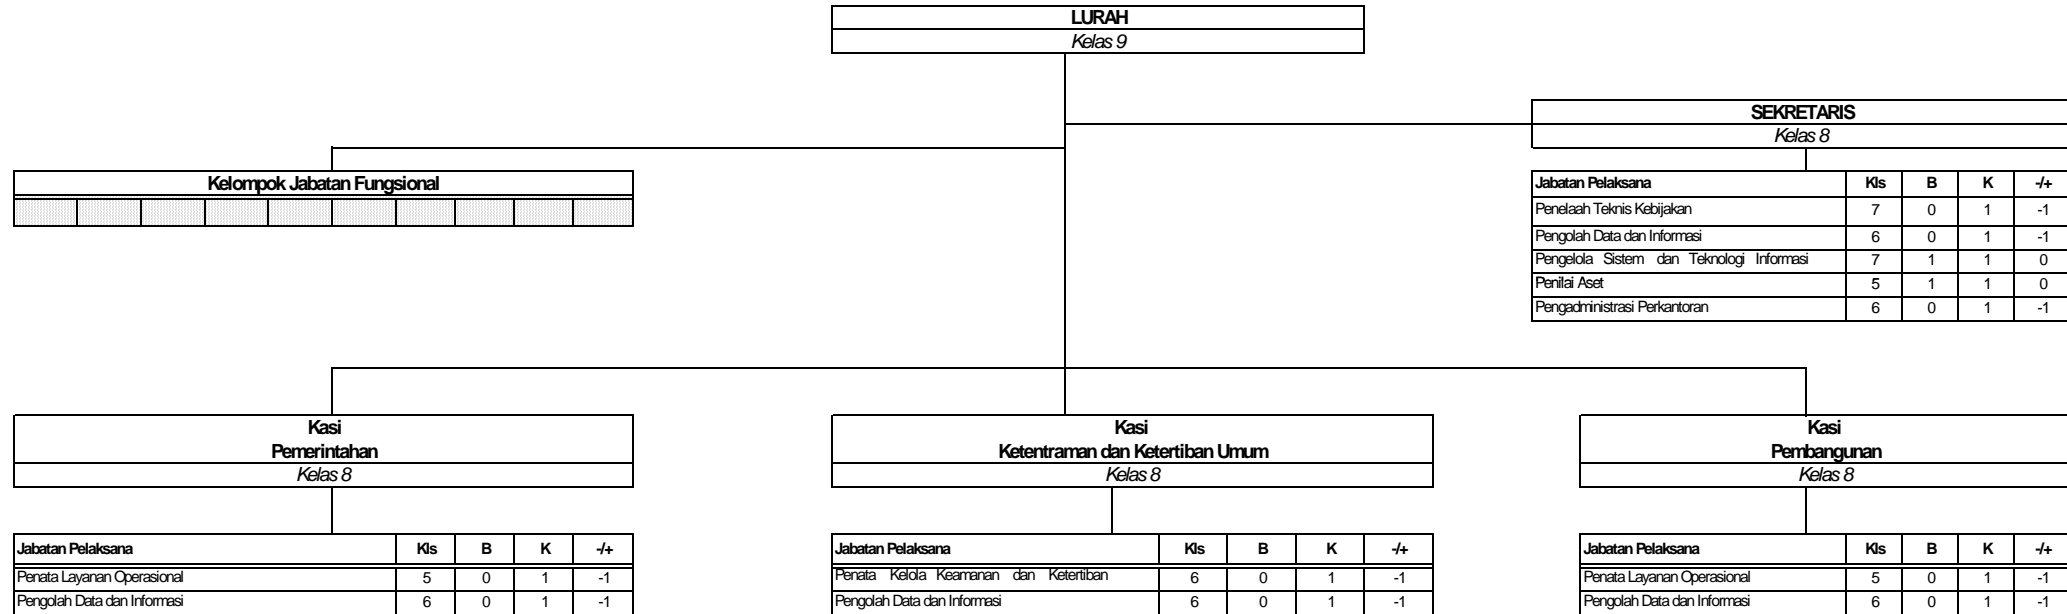 LURAH
Kelas 9
SEKRETARIS
Kelas 8
Kelompok Jabatan Fungsional
Jabatan Pelaksana Kls B K -/+
Penelaah Teknis Kebijakan 7 0 1 -1
Pengolah Data dan Informasi 6 0 1 -1
Pengelola Sistem dan Teknologi Informasi 7 1 1 0
Penilai Aset 5 1 1 0
Pengadministrasi Perkantoran 6 0 1 -1
Kasi
Pemerintahan
Kelas 8
Jabatan Pelaksana Kls B K -/+
Penata Layanan Operasional 5 0 1 -1
Pengolah Data dan Informasi 6 0 1 -1
Kasi
Ketentraman dan Ketertiban Umum
Kelas 8
Jabatan Pelaksana Kls B K -/+
Penata Kelola Keamanan dan Ketertiban 6 0 1 -1
Pengolah Data dan Informasi 6 0 1 -1
Kasi
Pembangunan
Kelas 8
Jabatan Pelaksana Kls B K -/+
Penata Layanan Operasional 5 0 1 -1
Pengolah Data dan Informasi 6 0 1 -1